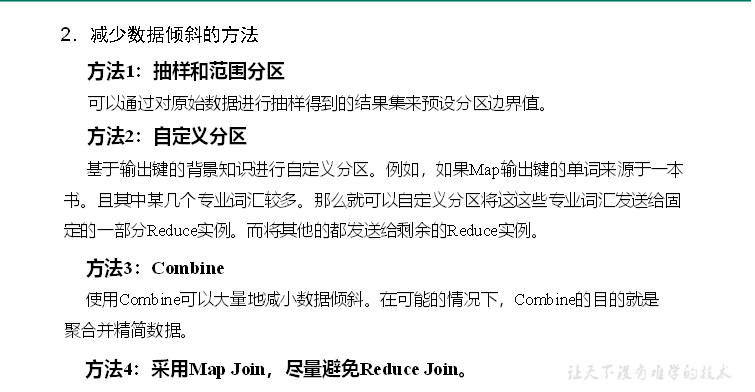 2．减少数据倾斜的方法
方法1：抽样和范围分区
可以通过对原始数据进行抽样得到的结果集来预设分区边界值。
方法2：自定义分区
基于输出键的背景知识进行自定义分区。例如，如果Map输出键的单词来源于一本
书。且其中某几个专业词汇较多。那么就可以自定义分区将这这些专业词汇发送给固
定的一部分Reduce实例。而将其他的都发送给剩余的Reduce实例。
方法3：Combine
使用Combine可以大量地减小数据倾斜。在可能的情况下，Combine的目的就是
聚合并精简数据。
方法4：采用Map Join，尽量避免Reduce Join。
让天下没有难学的技术